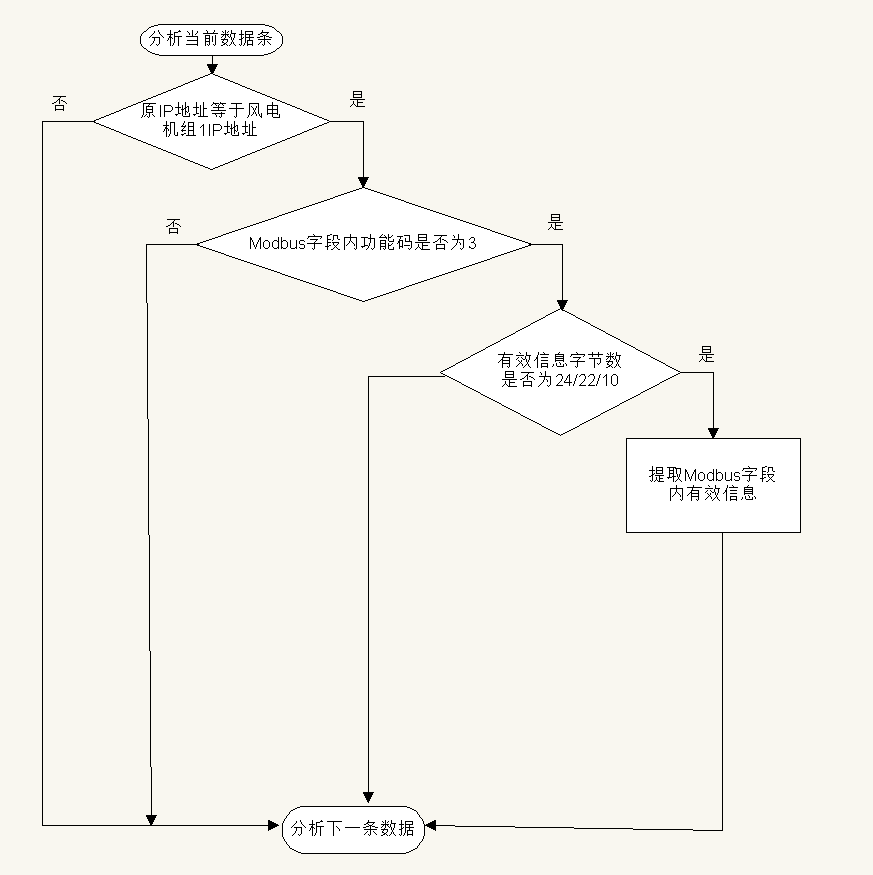 分析当前数据条
否
是
原IP地址等于风电
机组1IP地址
否
是
Modbus字段内功能码是否为3
是
有效信息字节数
是否为24/22/10
提取Modbus字段
内有效信息
分析下一条数据